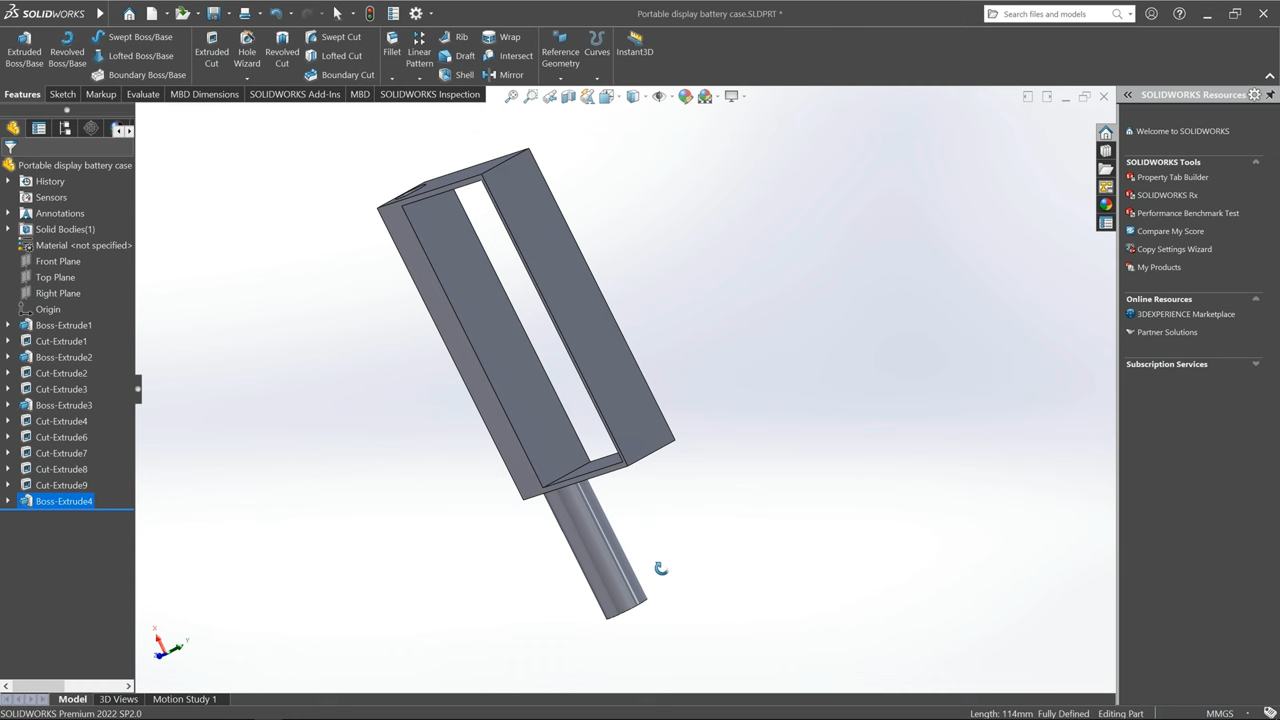 SOLIDWORKS
Portable display battery case.SLDPRT *
Search files and models
Extruded Boss/Base
Revolved Boss/Base
Swept Boss/Base
Lofted Boss/Base
Boundary Boss/Base
Extruded Cut
Hole Wizard
Revolved Cut
Swept Cut
Lofted Cut
Boundary Cut
Fillet
Linear Pattern
Rib
Draft
Shell
Wrap
Intersect
Mirror
Reference Geometry
Curves
Instant3D
Features
Sketch
Markup
Evaluate
MBD Dimensions
SOLIDWORKS Add-Ins
MBD
SOLIDWORKS Inspection
Portable display battery case
History
Sensors
Annotations
Solid Bodies(1)
Material <not specified>
Front Plane
Top Plane
Right Plane
Origin
Boss-Extrude1
Cut-Extrude1
Boss-Extrude2
Cut-Extrude2
Cut-Extrude3
Boss-Extrude3
Cut-Extrude4
Cut-Extrude6
Cut-Extrude7
Cut-Extrude8
Cut-Extrude9
Boss-Extrude4
X
Y
Z
SOLIDWORKS Resources
Welcome to SOLIDWORKS
SOLIDWORKS Tools
Property Tab Builder
SOLIDWORKS Rx
Performance Benchmark Test
Compare My Score
Copy Settings Wizard
My Products
Online Resources
3DEXPERIENCE Marketplace
Partner Solutions
Subscription Services
Model
3D Views
Motion Study 1
SOLIDWORKS Premium 2022 SP2.0
Length: 114mm
Fully Defined
Editing Part
MMGS